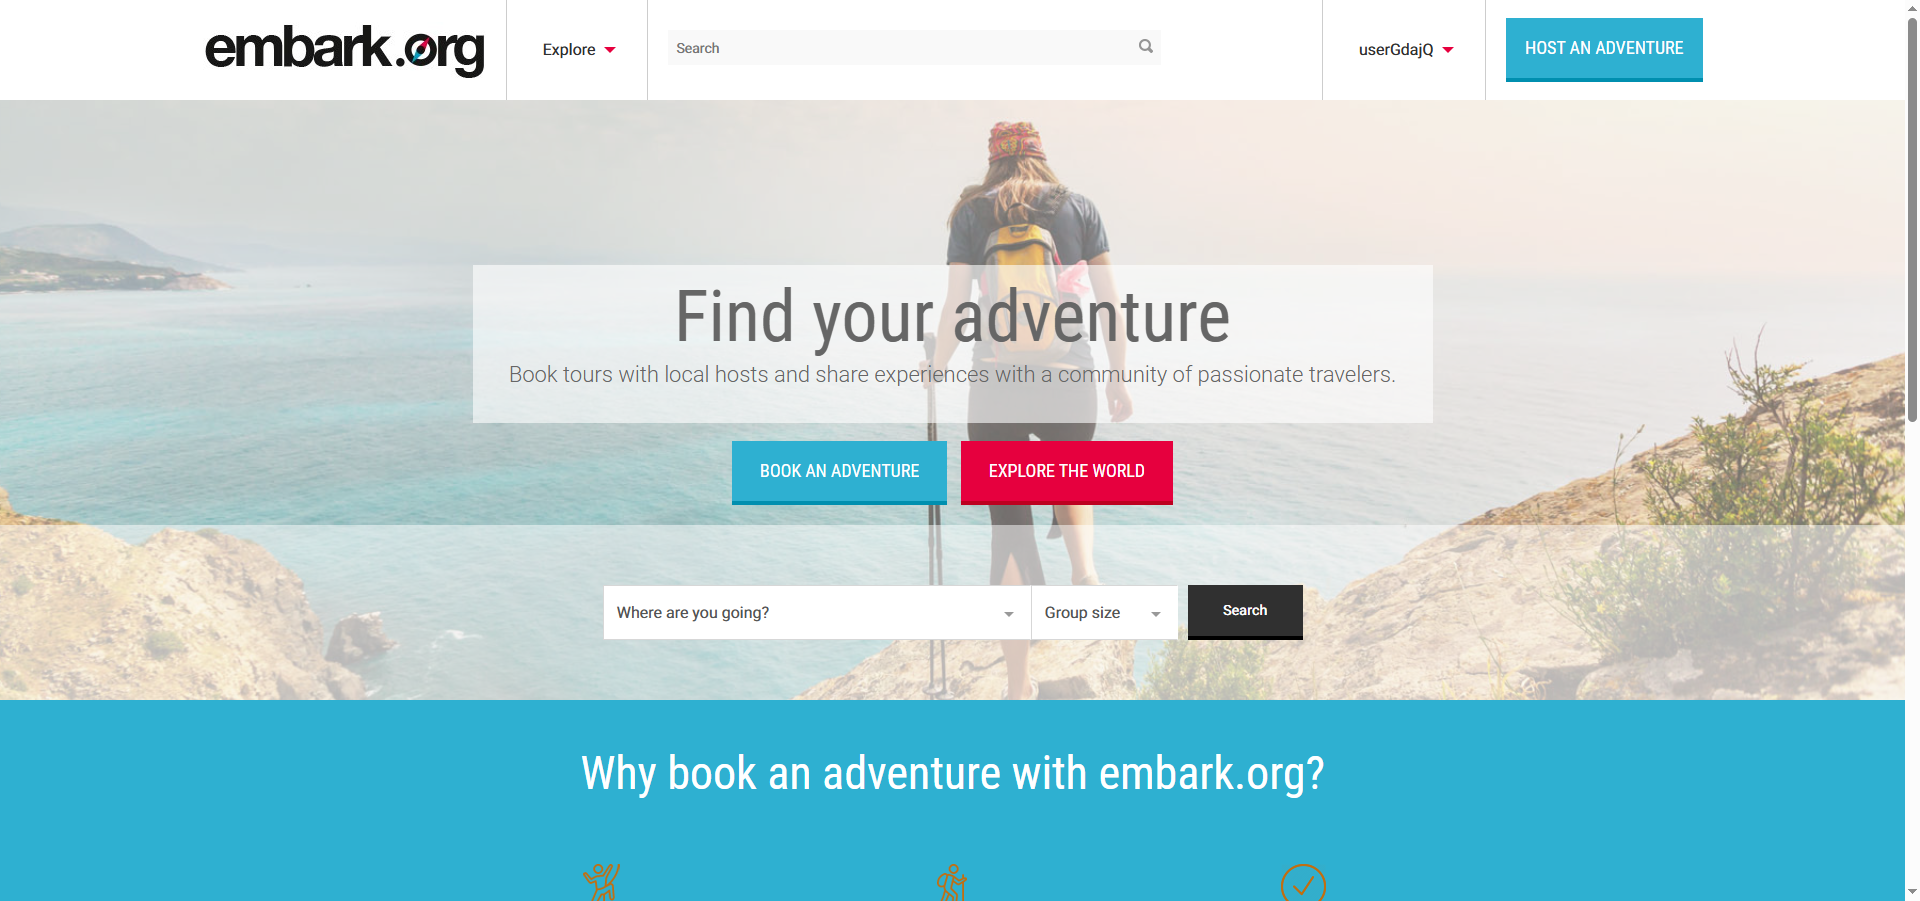 embark.org
Explore
Search
userGdajQ
HOST AN ADVENTURE
Find your adventure
Book tours with local hosts and share experiences with a community of passionate travelers.
BOOK AN ADVENTURE
EXPLORE THE WORLD
Where are you going?
Group size
Search
Why book an adventure with embark.org?